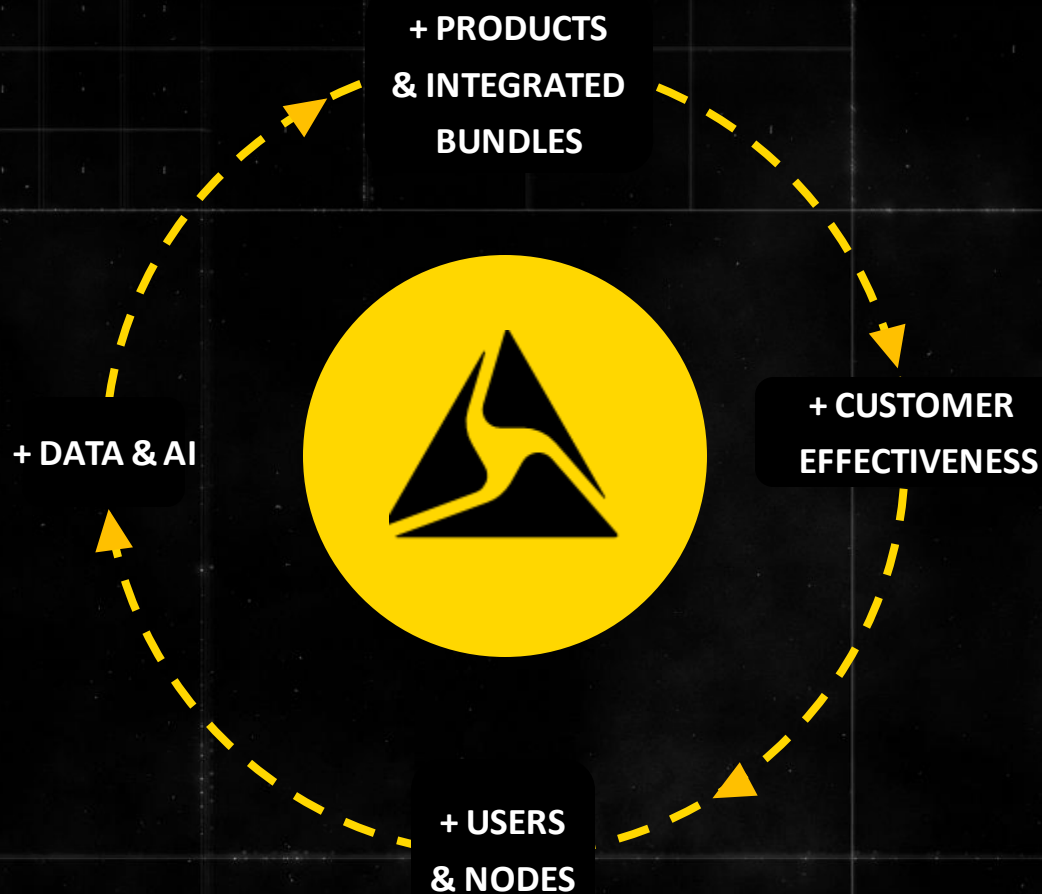 + PRODUCTS
& INTEGRATED
BUNDLES
+ CUSTOMER
EFFECTIVENESS
+ DATA & AI
+ USERS
& NODES